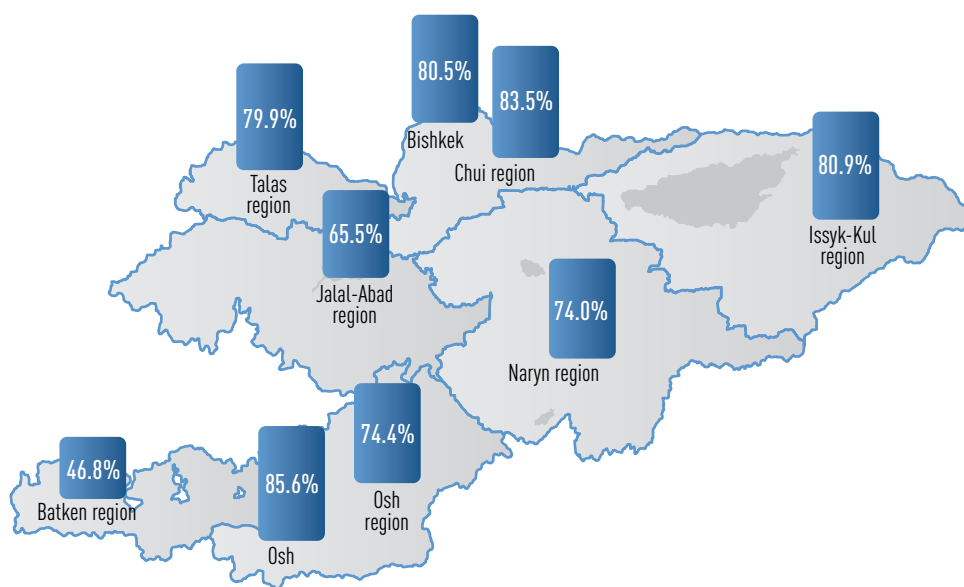 80.5%
Bishkek
83.5%
Chui region
79.9%
Talas
region
80.9%
Issyk-Kul
region
65.5%
Jalal-Abad
region
74.0%
Naryn region
74.4%
Osh
region
46.8%
Batken region
85.6%
Osh